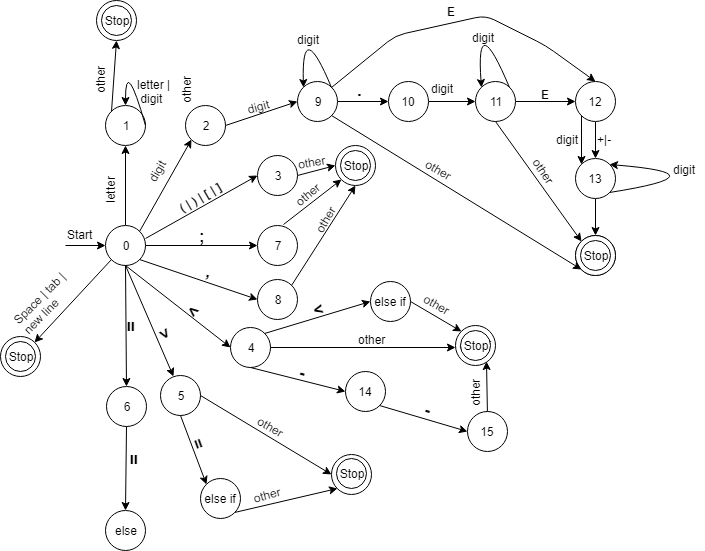 Stop
E
digit
digit
other
letter |
digit
other
9
.
10
digit
11
E
12
digit
1
2
digit
+|-
letter
digit
other
other
13
digit
( | ) | [ | ]
3
other
Stop
other
Start
0
;
7
other
Stop
,
8
Space | tab |
new line
Stop
=
>
<
4
<
else if
other
other
Stop
-
14
-
other
15
6
5
=
=
other
else if
other
Stop
else